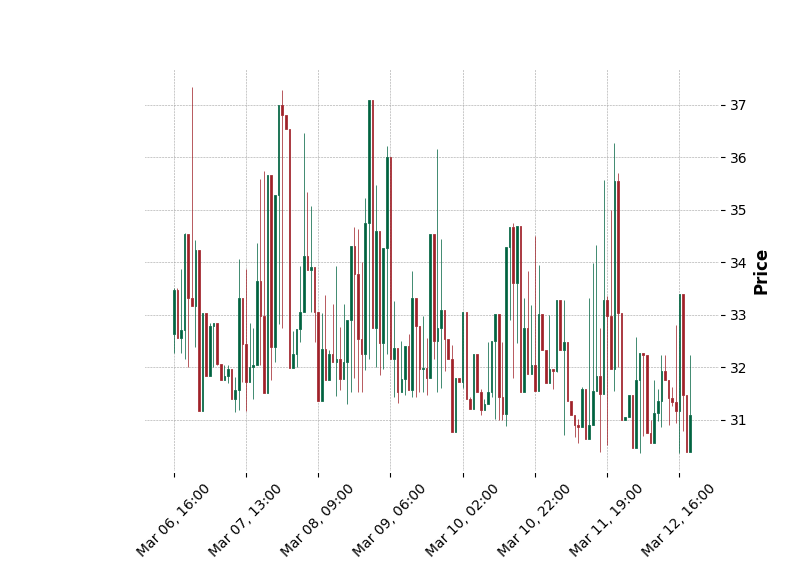 37
36
35
34
33
32
31
Price
Mar 06, 16:00
Mar 07, 13:00
Mar 08, 09:00
Mar 09, 06:00
Mar 10, 02:00
Mar 10, 22:00
Mar 11, 19:00
Mar 12, 16:00